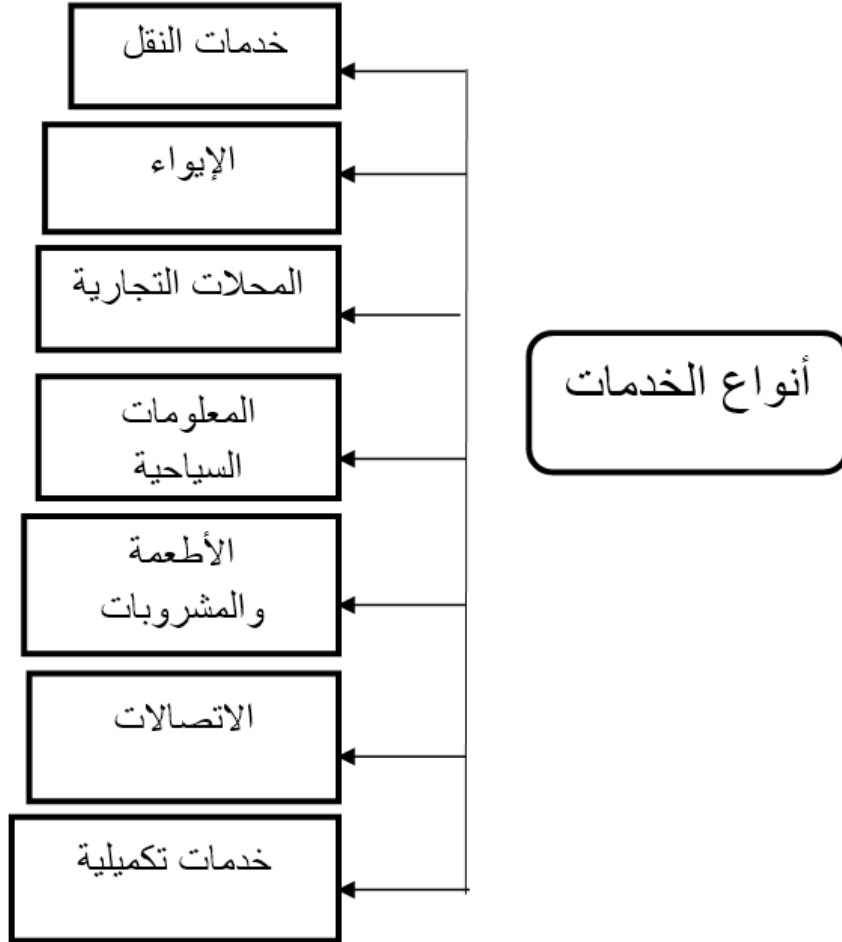 أنواع الخدمات
خدمات النقل
الإيواء
المحلات التجارية
المعلومات
السياحية
الأطعمة
والمشروبات
الاتصالات
خدمات تكميلية